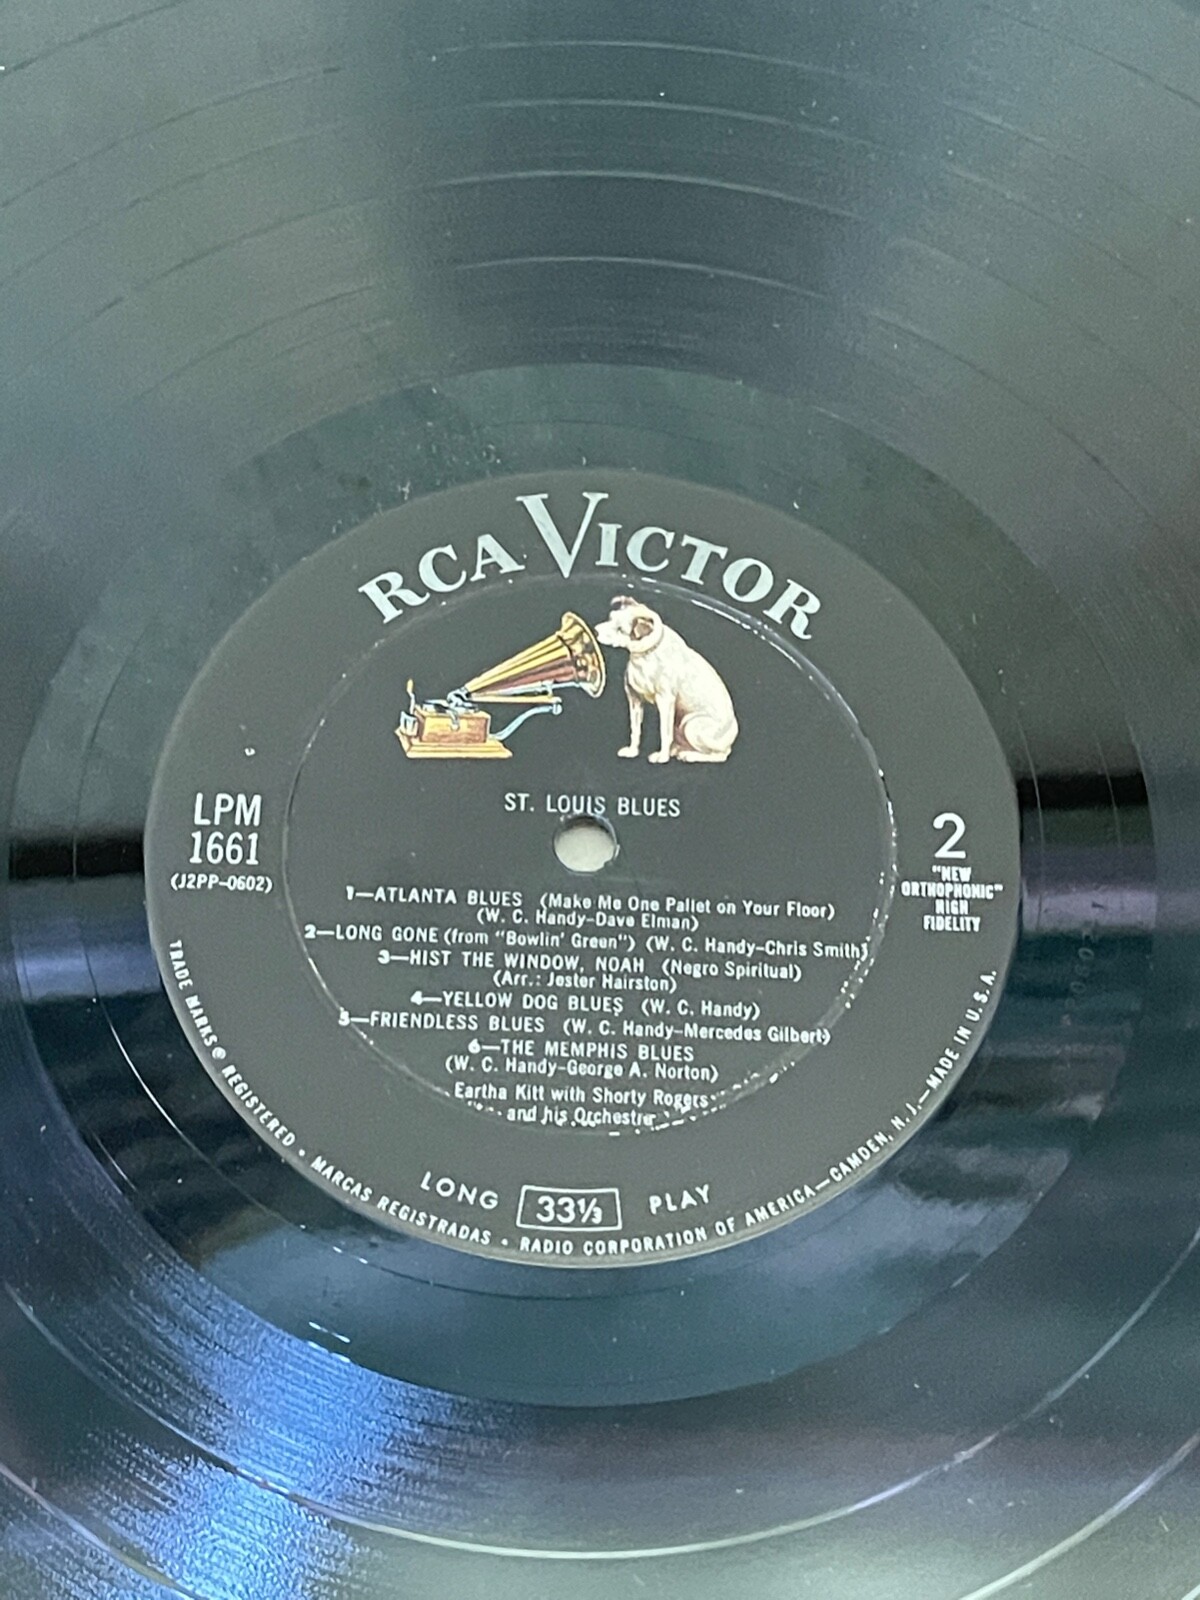 RCA VICTOR
ST. LOUIS BLUES
LPM
1661
(J2PP-0602)
2
"NEW
ORTHOPHONIC"
HIGH
FIDELITY
1—ATLANTA BLUES (Make Me One Pallet on Your Floor)
(W. C. Handy-Dave Elman)
2—LONG GONE (from "Bowlin' Green") (W. C. Handy-Chris Smith)
3—HIST THE WINDOW, NOAH (Negro Spiritual)
(Arr.: Jester Hairston)
4—YELLOW DOG BLUES (W. C. Handy)
5—FRIENDLESS BLUES (W. C. Handy-Mercedes Gilbert)
6—THE MEMPHIS BLUES
(W. C. Handy-George A. Norton)
Eartha Kitt with Shorty Rogers
and his Orchestra
LONG 33⅓ PLAY
TRADE MARKS ® REGISTERED • MARCAS REGISTRADAS • RADIO CORPORATION OF AMERICA—CAMDEN, N. J.—MADE IN U.S.A.